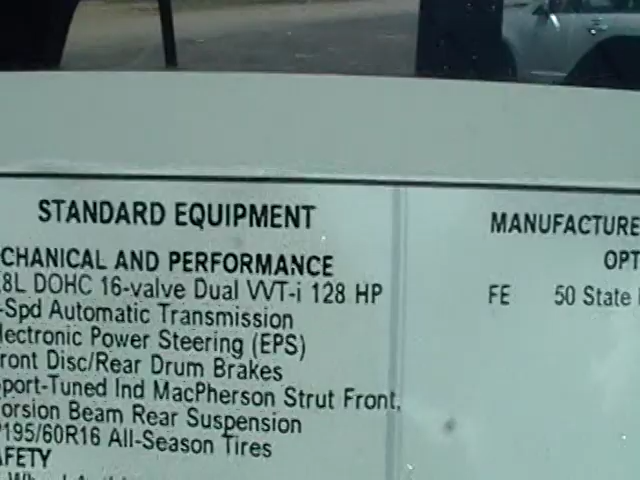 STANDARD EQUIPMENT
CHANICAL AND PERFORMANCE
.8L DOHC 16-valve Dual VVT-i 128 HP
-Spd Automatic Transmission
lectronic Power Steering (EPS)
ront Disc/Rear Drum Brakes
port-Tuned Ind MacPherson Strut Front,
orsion Beam Rear Suspension
P195/60R16 All-Season Tires
AFETY
MANUFACTURE
OPT
FE 50 State